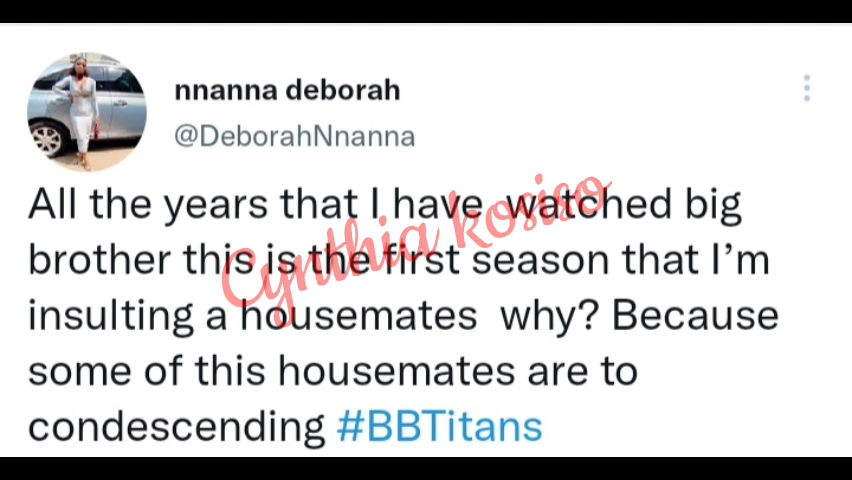 nnanna deborah
@DeborahNnanna
All the years that I have watched big
brother this is the first season that I'm
insulting a housemates why? Because
some of this housemates are to
condescending #BBTitans
Cynthia kosiso